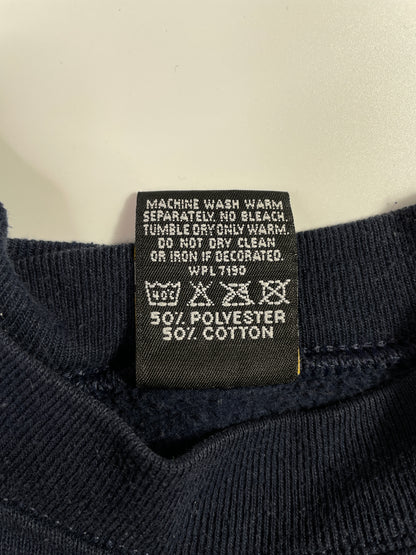 MACHINE WASH WARM
SEPARATELY. NO BLEACH.
TUMBLE DRY ONLY WARM.
DO NOT DRY CLEAN
OR IRON IF DECORATED.
WPL 7190
40°C
50% POLYESTER
50% COTTON